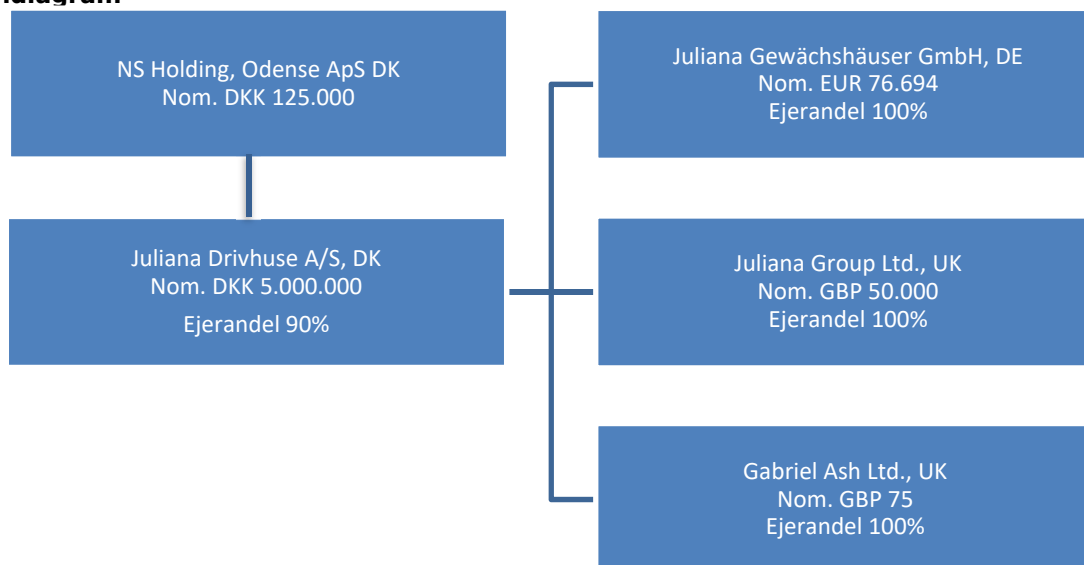 NS Holding, Odense ApS DK
Nom. DKK 125.000
Juliana Drivhuse A/S, DK
Nom. DKK 5.000.000
Ejerandel 90%
Juliana Gewächshäuser GmbH, DE
Nom. EUR 76.694
Ejerandel 100%
Juliana Group Ltd., UK
Nom. GBP 50.000
Ejerandel 100%
Gabriel Ash Ltd., UK
Nom. GBP 75
Ejerandel 100%